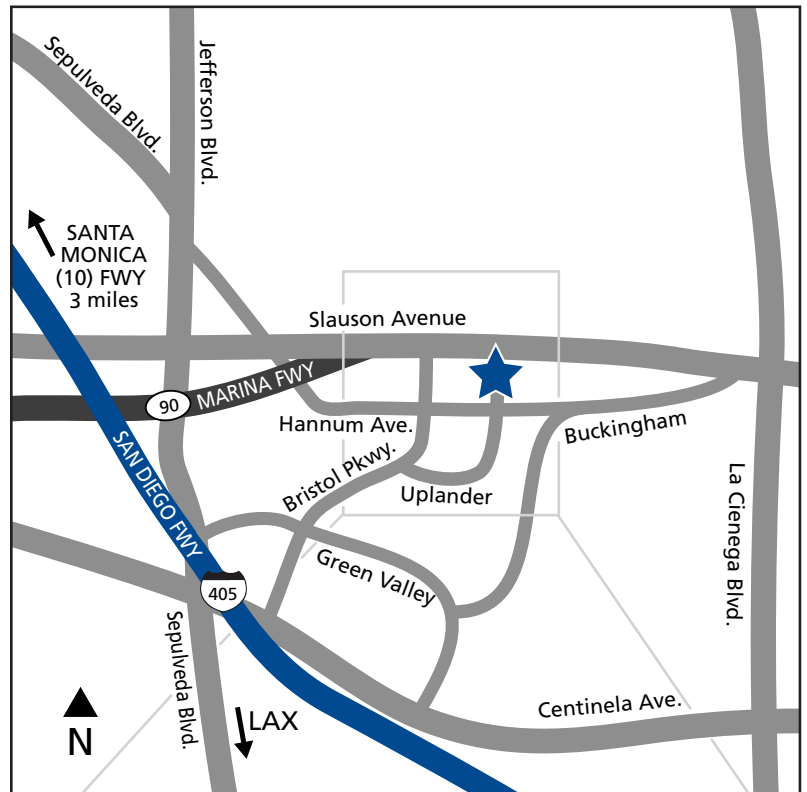 Sepulveda Blvd.
Jefferson Blvd.
SANTA
MONICA
(10) FWY
3 miles
Slauson Avenue
90
MARINA FWY
Hannum Ave.
Buckingham
Bristol Pkwy.
Uplander
SAN DIEGO FWY
Green Valley
La Cienega Blvd.
405
Sepulveda Blvd.
LAX
Centinela Ave.
N